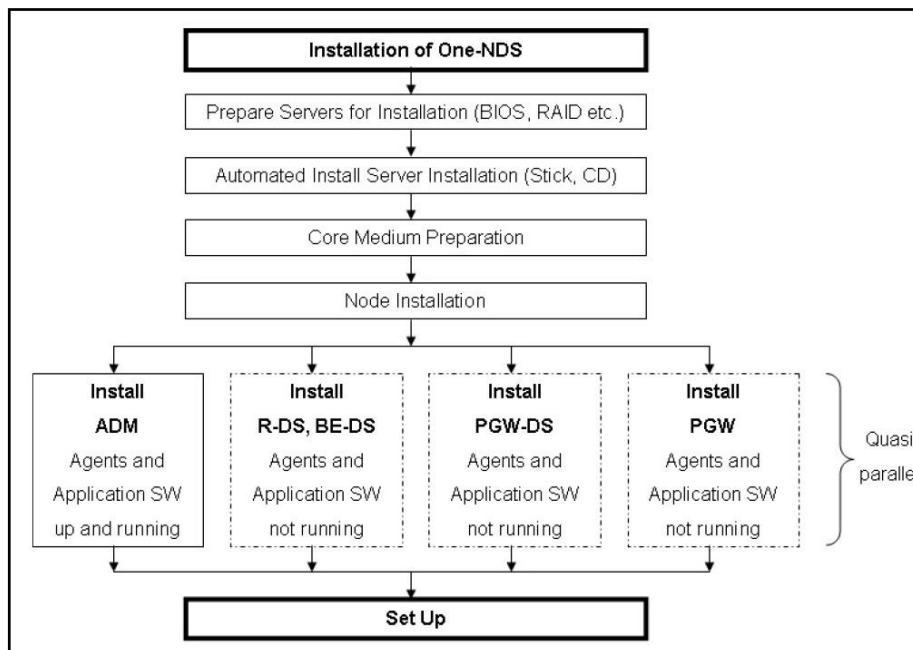 Installation of One-NDS
Prepare Servers for Installation (BIOS, RAID etc.)
Automated Install Server Installation (Stick, CD)
Core Medium Preparation
Node Installation
Install
ADM
Agents and
Application SW
up and running
Install
R-DS, BE-DS
Agents and
Application SW
not running
Install
PGW-DS
Agents and
Application SW
not running
Install
PGW
Agents and
Application SW
not running
Quasi
paralle
Set Up